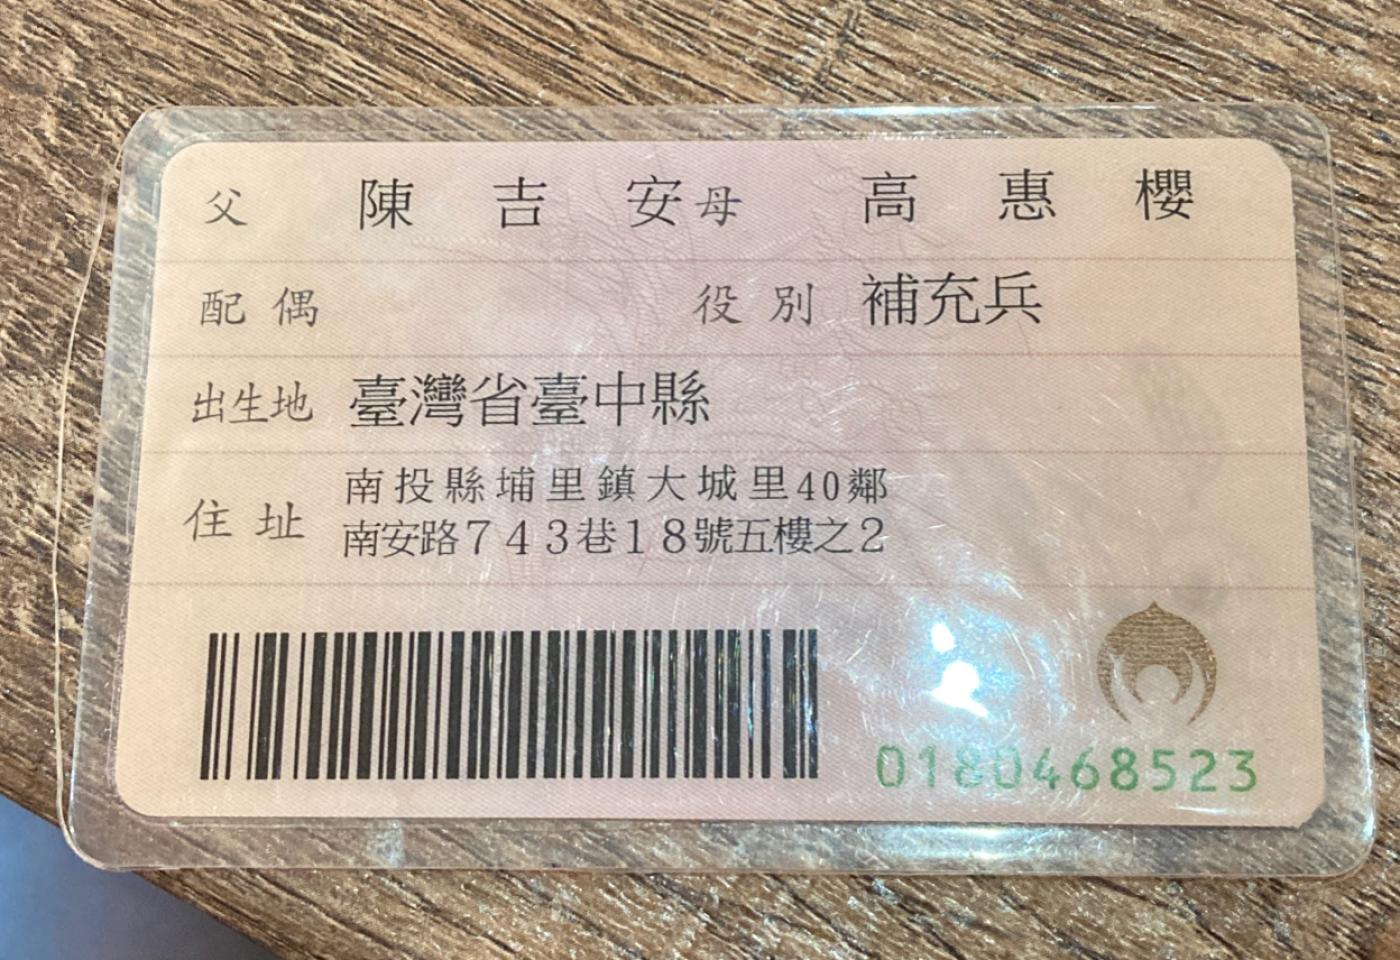 父 陳吉安 母 高惠櫻
配偶 役別 補充兵
出生地 臺灣省臺中縣
住址 南投縣埔里鎮大城里40鄰
南安路743巷18號五樓之2
0180468523